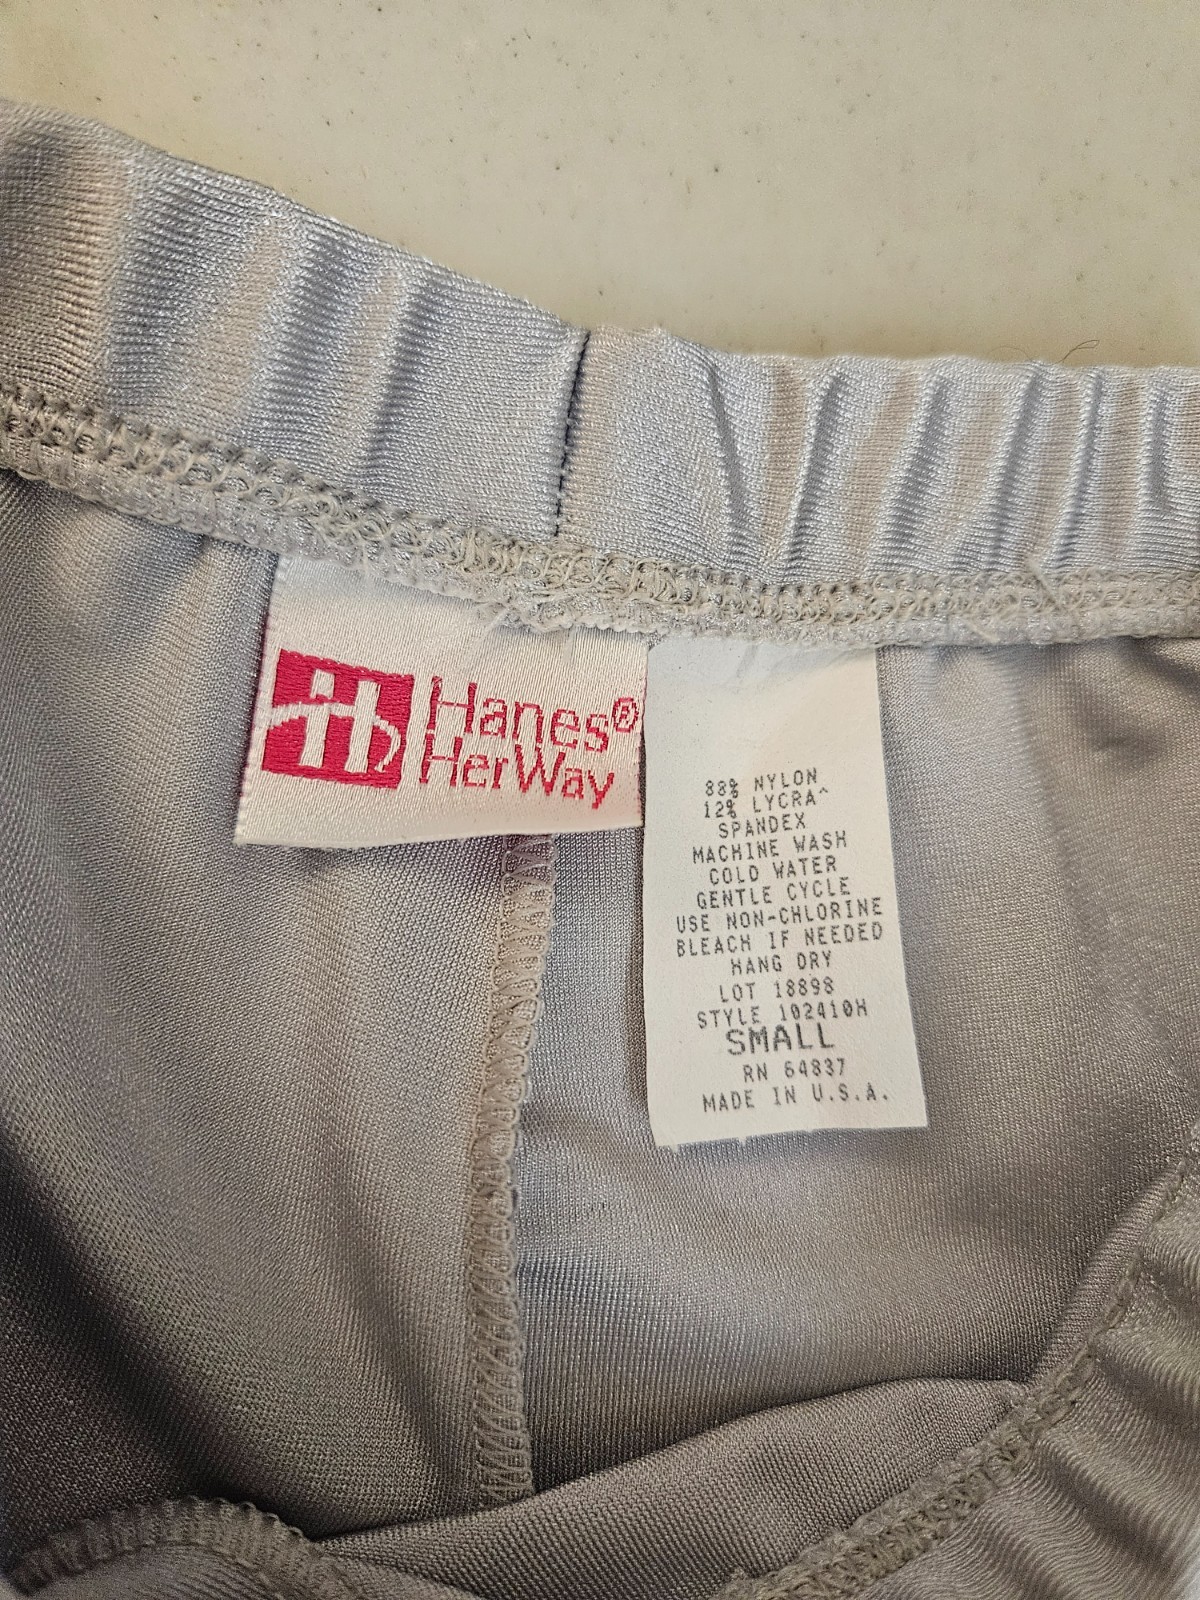 H
Hanes®
HerWay
88% NYLON
12% LYCRA^
SPANDEX
MACHINE WASH
COLD WATER
GENTLE CYCLE
USE NON-CHLORINE
BLEACH IF NEEDED
HANG DRY
LOT 18898
STYLE 102410H
SMALL
RN 64837
MADE IN U.S.A.